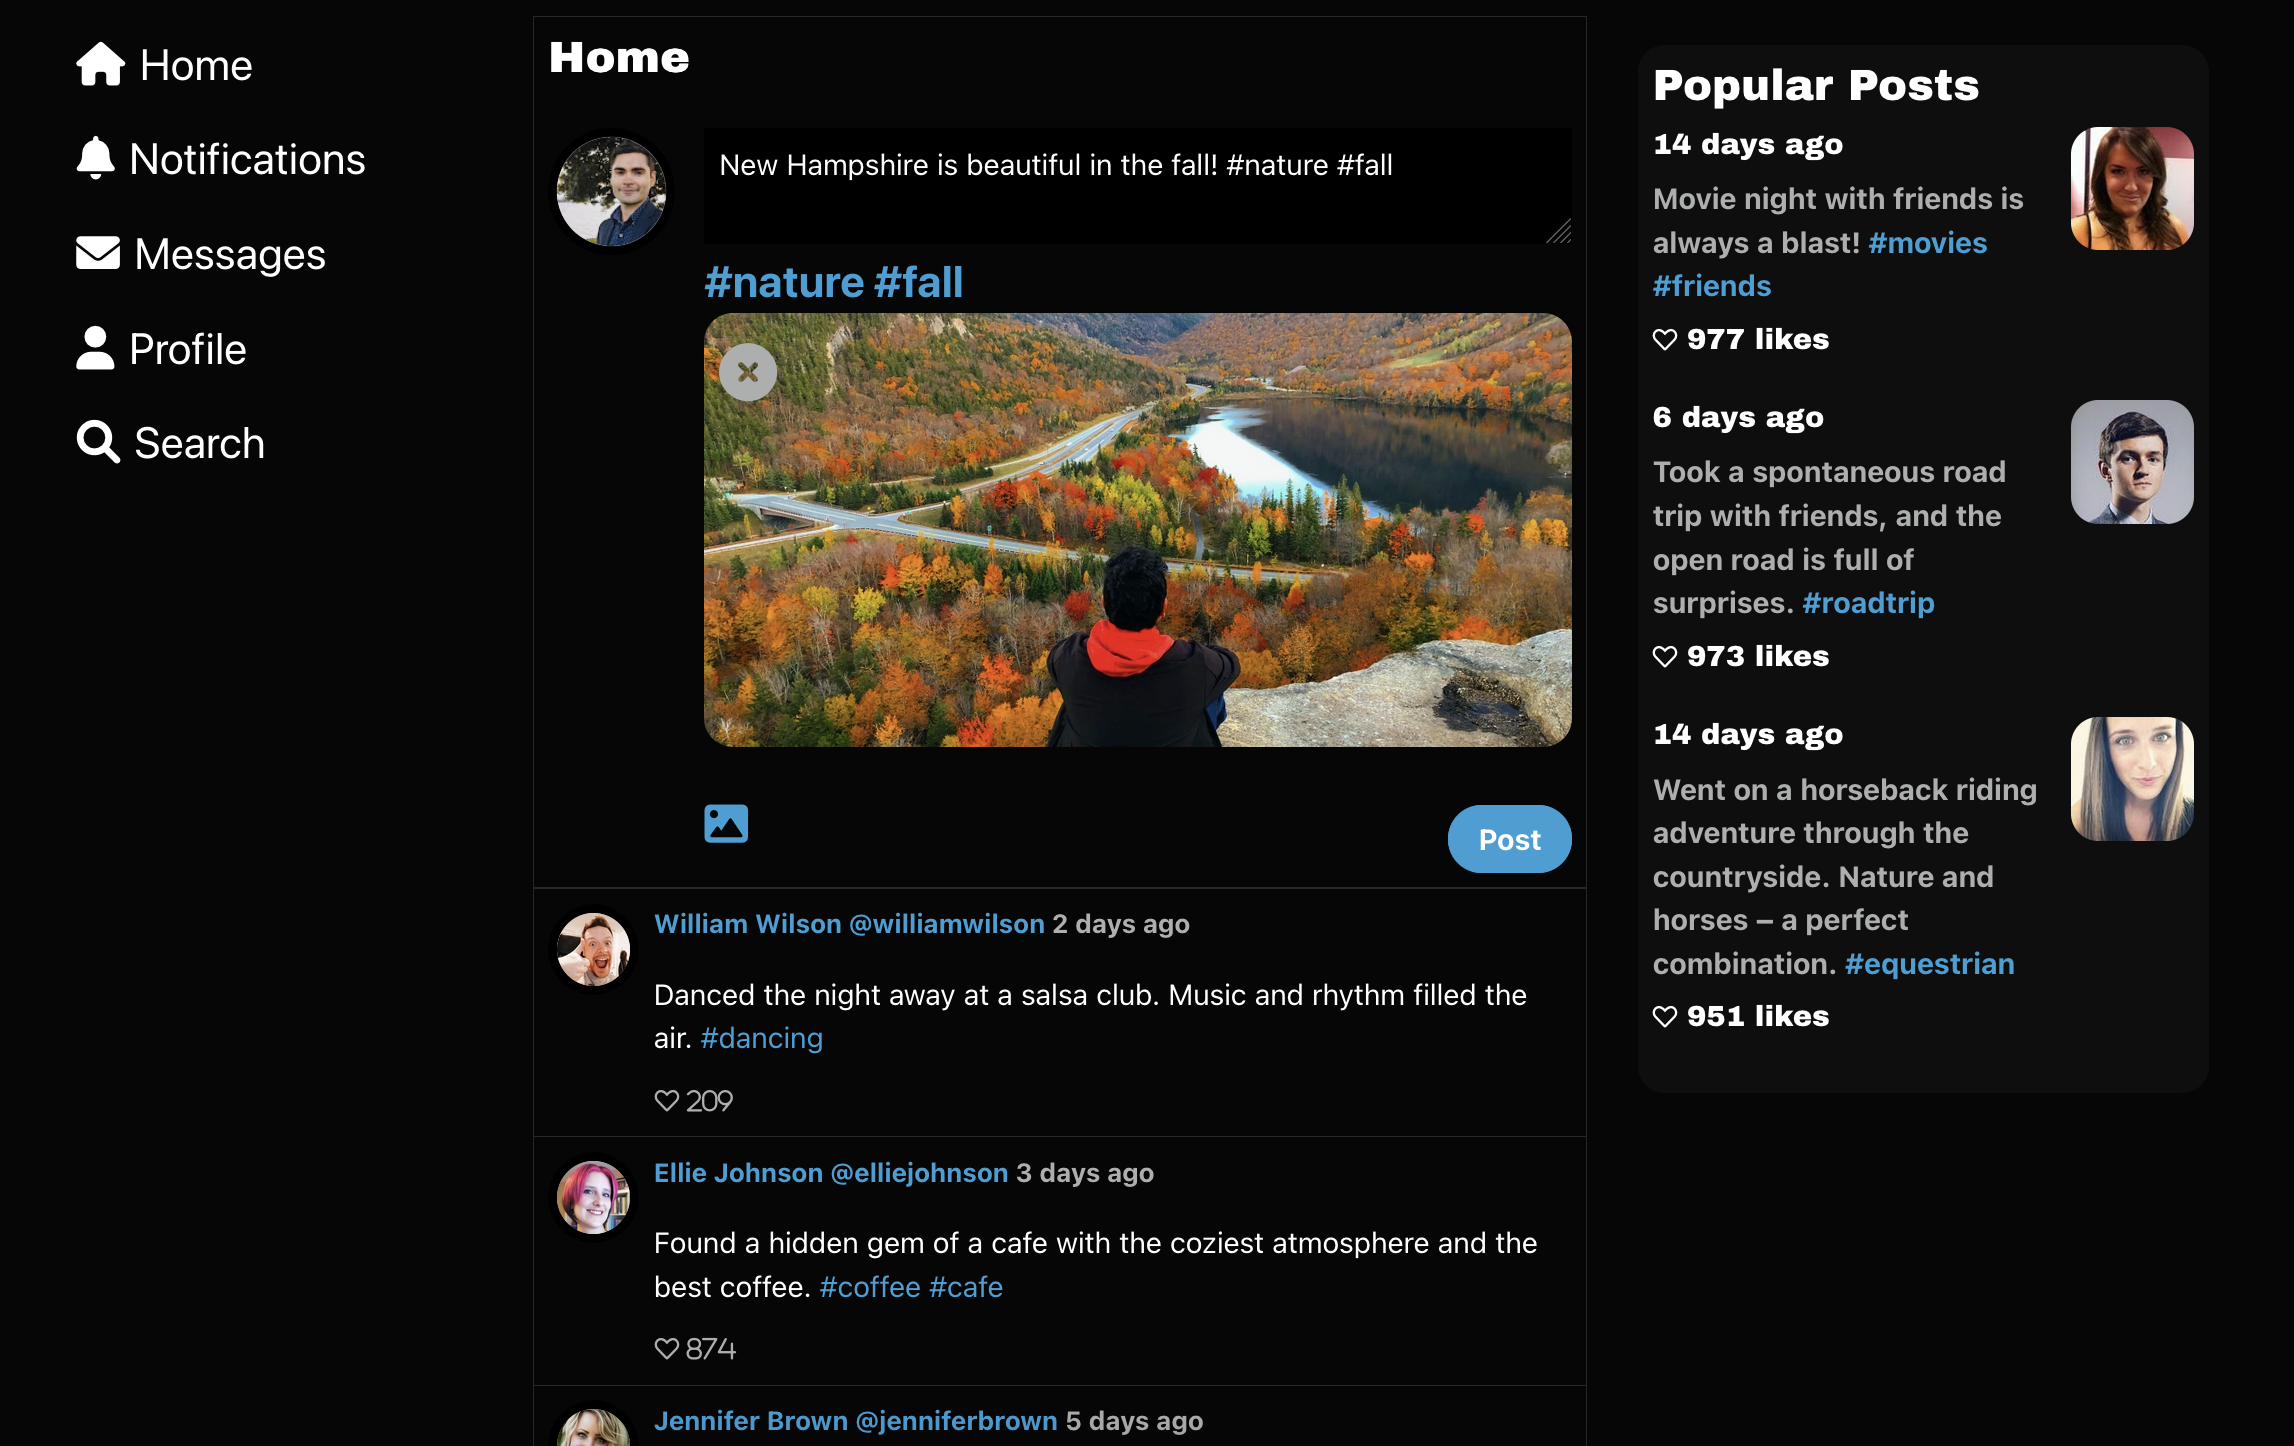 Home
Notifications
Messages
Profile
Search
Home
New Hampshire is beautiful in the fall! #nature #fall
#nature #fall
Post
William Wilson @williamwilson 2 days ago
Danced the night away at a salsa club. Music and rhythm filled the
air. #dancing
209
Ellie Johnson @elliejohnson 3 days ago
Found a hidden gem of a cafe with the coziest atmosphere and the
best coffee. #coffee #cafe
874
Jennifer Brown @jenniferbrown 5 days ago
Popular Posts
14 days ago
Movie night with friends is
always a blast! #movies
#friends
977 likes
6 days ago
Took a spontaneous road
trip with friends, and the
open road is full of
surprises. #roadtrip
973 likes
14 days ago
Went on a horseback riding
adventure through the
countryside. Nature and
horses – a perfect
combination. #equestrian
951 likes